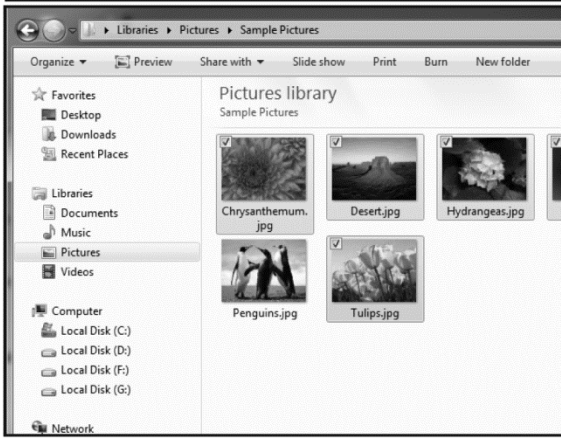 Libraries ▸ Pictures ▸ Sample Pictures
Organize ▾ Preview Share with ▾ Slide show Print Burn New folder
Favorites
Desktop
Downloads
Recent Places
Libraries
Documents
Music
Pictures
Videos
Computer
Local Disk (C:)
Local Disk (D:)
Local Disk (F:)
Local Disk (G:)
Network
Pictures library
Sample Pictures
Chrysanthemum.
jpg
Desert.jpg
Hydrangeas.jpg
Penguins.jpg
Tulips.jpg